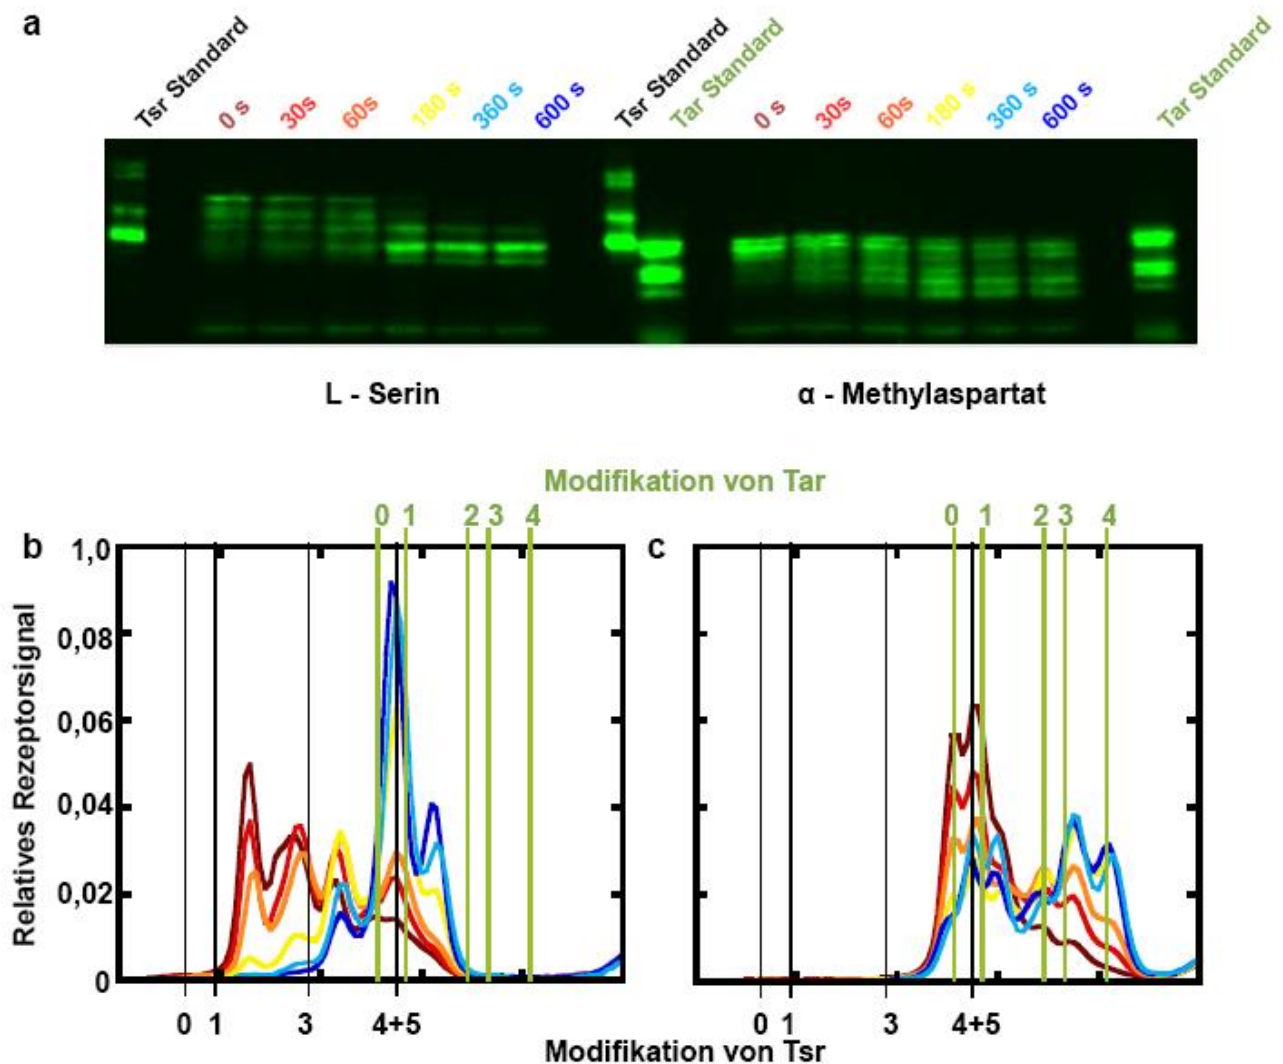 a
Tsr Standard
0 s
30s
60s
180 s
360 s
600 s
Tsr Standard
Tar Standard
0 s
30s
60s
180 s
360 s
600 s
Tar Standard
L - Serin
α - Methylaspartat
Modifikation von Tar
0 1 2 3 4
0 1 2 3 4
b
c
1,0
0,08
0,06
0,04
0,02
0
Relatives Rezeptorsignal
0 1 3 4+5
0 1 3 4+5
Modifikation von Tsr